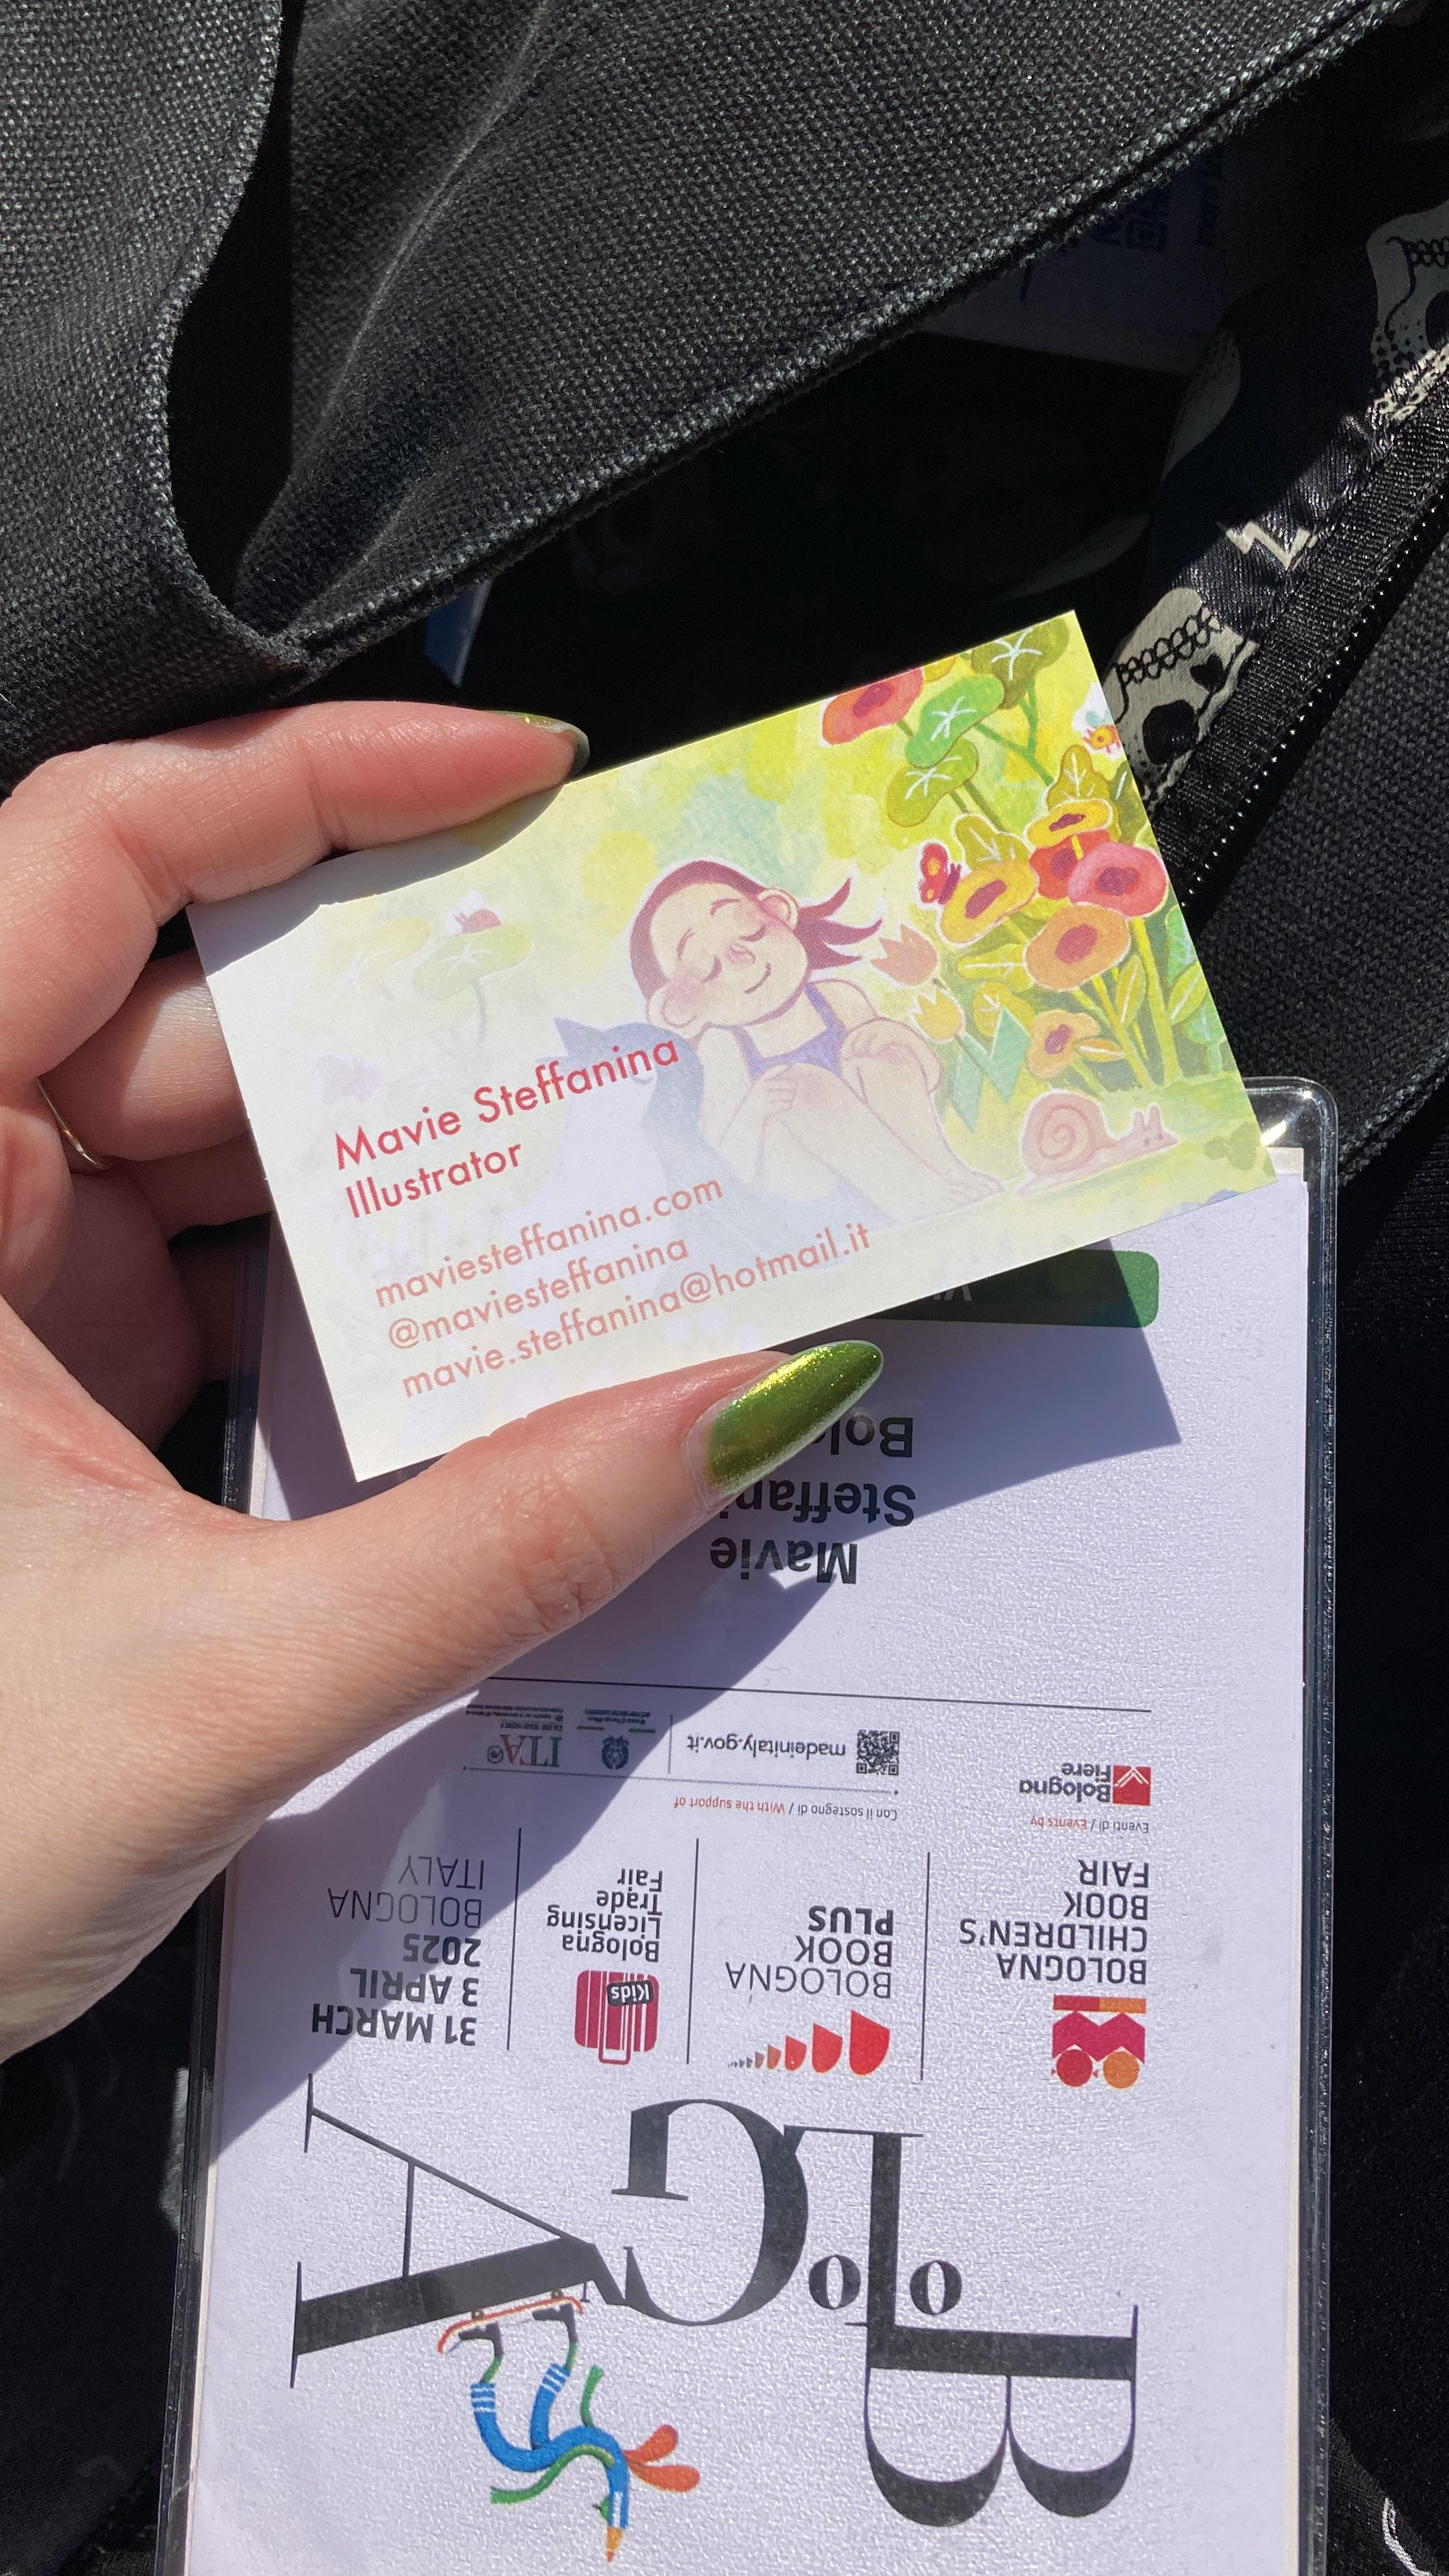 Mavie Steffanina
Illustrator
maviesteffanina.com
@maviesteffanina
mavie.steffanina@hotmail.it
BoLoGnA
BOLOGNA
CHILDREN'S
BOOK
FAIR
BOLOGNA
BOOK
PLUS
Kids
Bologna
Licensing
Trade
Fair
31 MARCH
3 APRIL
2025
BOLOGNA
ITALY
Eventi di / Events by
Bologna
Fiere
Con il sostegno di / With the support of
madeinitaly.gov.it
ITA
Mavie